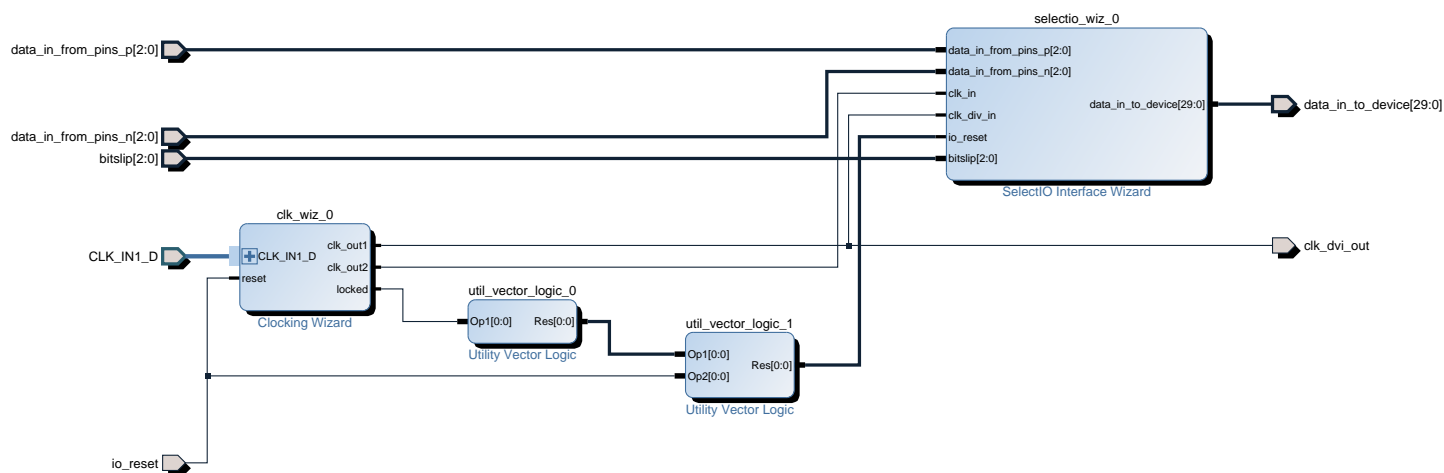 selectio_wiz_0
data_in_from_pins_p[2:0]
data_in_from_pins_p[2:0]
data_in_from_pins_n[2:0]
clk_in
data_in_to_device[29:0]
data_in_to_device[29:0]
clk_div_in
data_in_from_pins_n[2:0]
io_reset
bitslip[2:0]
bitslip[2:0]
SelectIO Interface Wizard
clk_wiz_0
clk_out1
clk_dvi_out
CLK_IN1_D
CLK_IN1_D
clk_out2
reset
locked
util_vector_logic_0
Clocking Wizard
Op1[0:0]
Res[0:0]
util_vector_logic_1
Utility Vector Logic
Op1[0:0]
Res[0:0]
Op2[0:0]
Utility Vector Logic
io_reset